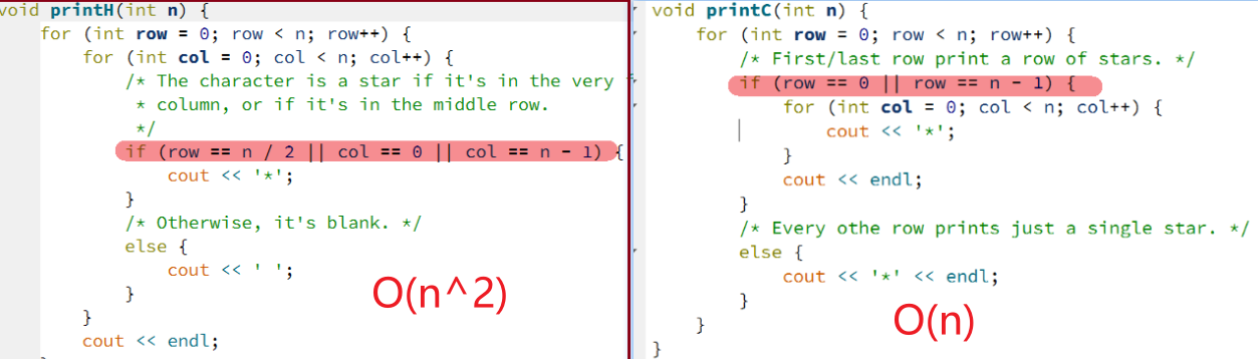 void printH(int n) {
    for (int row = 0; row < n; row++) {
        for (int col = 0; col < n; col++) {
            /* The character is a star if it's in the very
             * column, or if it's in the middle row.
             */
            if (row == n / 2 || col == 0 || col == n - 1) {
                cout << '*';
            }
            /* Otherwise, it's blank. */
            else {
                cout << ' ';
            }
        }
        cout << endl;
O(n^2)
void printC(int n) {
    for (int row = 0; row < n; row++) {
        /* First/last row print a row of stars. */
        if (row == 0 || row == n - 1) {
            for (int col = 0; col < n; col++) {
                cout << '*';
            }
            cout << endl;
        }
        /* Every othe row prints just a single star. */
        else {
            cout << '*' << endl;
        }
    }
}
O(n)